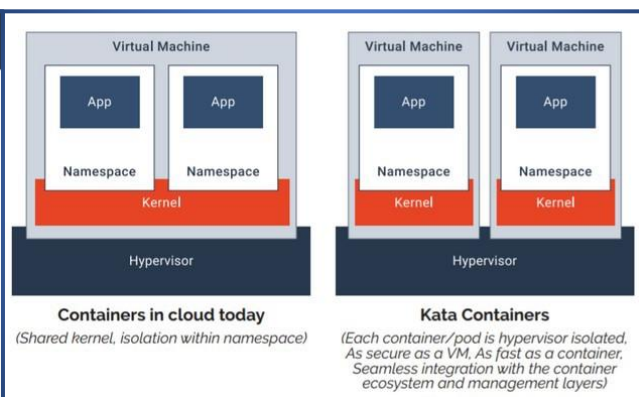 Virtual Machine
App
App
Namespace
Namespace
Kernel
Hypervisor
Containers in cloud today
(Shared kernel, isolation within namespace)
Virtual Machine
Virtual Machine
App
App
Namespace
Namespace
Kernel
Kernel
Hypervisor
Kata Containers
(Each container/pod is hypervisor isolated,
As secure as a VM, As fast as a container,
Seamless integration with the container
ecosystem and management layers)